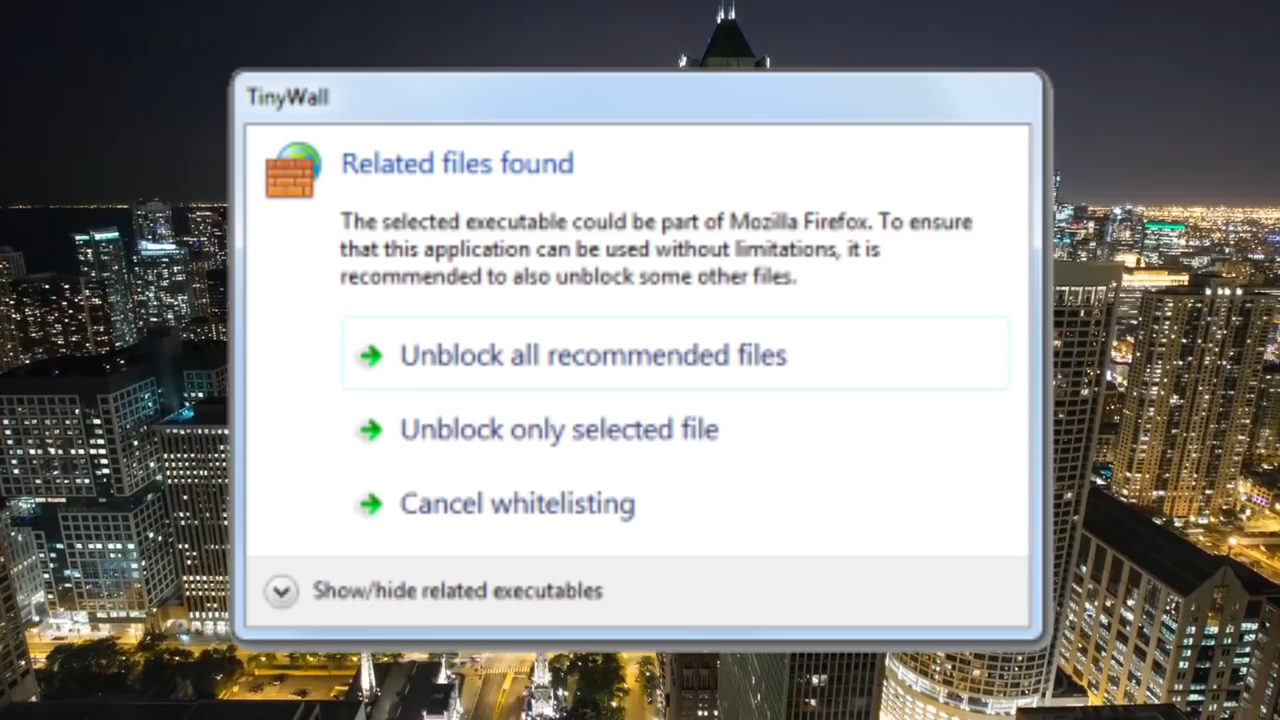 TinyWall
Related files found
The selected executable could be part of Mozilla Firefox. To ensure
that this application can be used without limitations, it is
recommended to also unblock some other files.
Unblock all recommended files
Unblock only selected file
Cancel whitelisting
Show/hide related executables